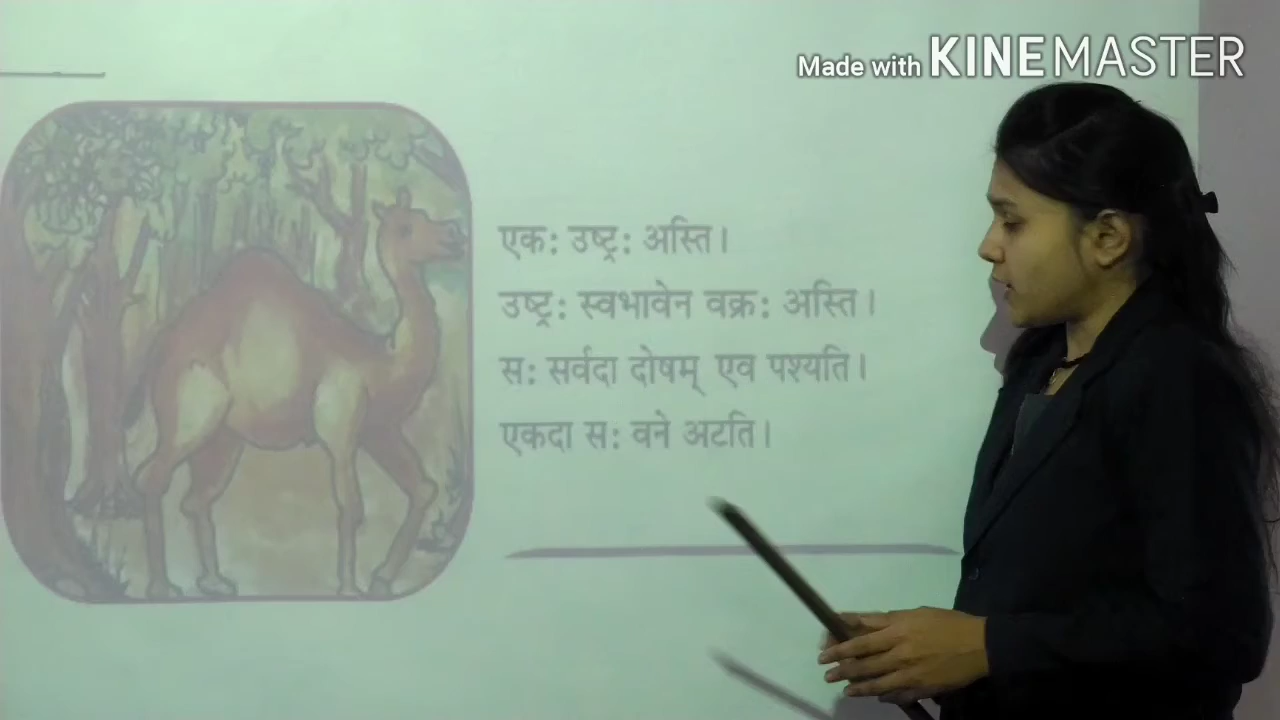 Made with KINEMASTER
एक: उष्ट्र: अस्ति।
उष्ट्र: स्वभावेन वक्र: अस्ति।
स: सर्वदा दोषम् एव पश्यति।
एकदा स: वने अटति।